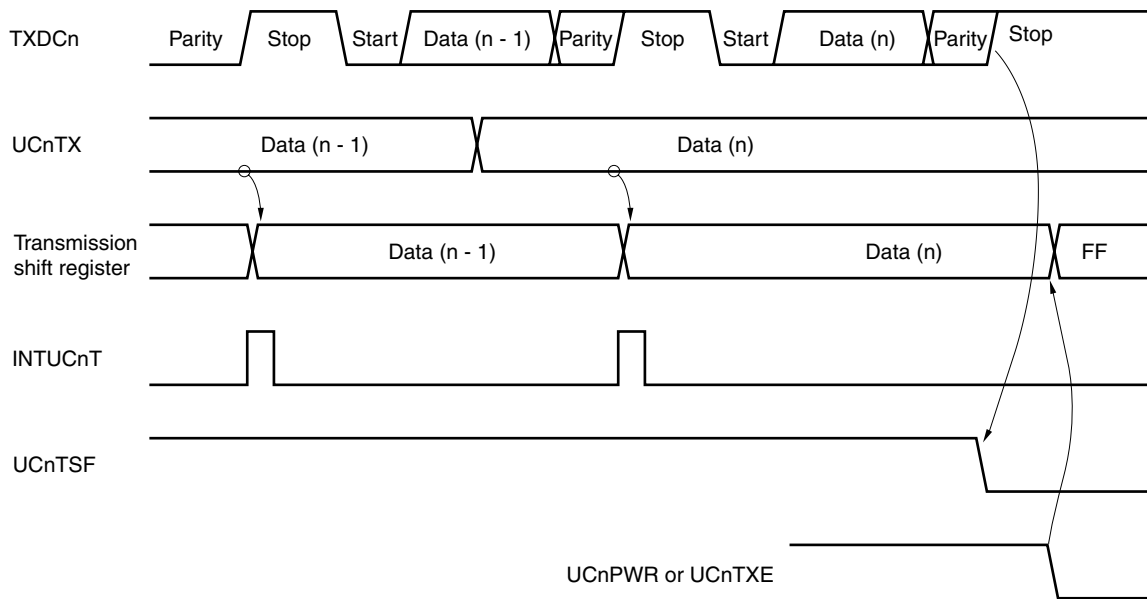 TXDCn Parity Stop Start Data (n - 1) Parity Stop Start Data (n) Parity Stop
UCnTX Data (n - 1) Data (n)
Transmission
shift register Data (n - 1) Data (n) FF
INTUCnT
UCnTSF
UCnPWR or UCnTXE